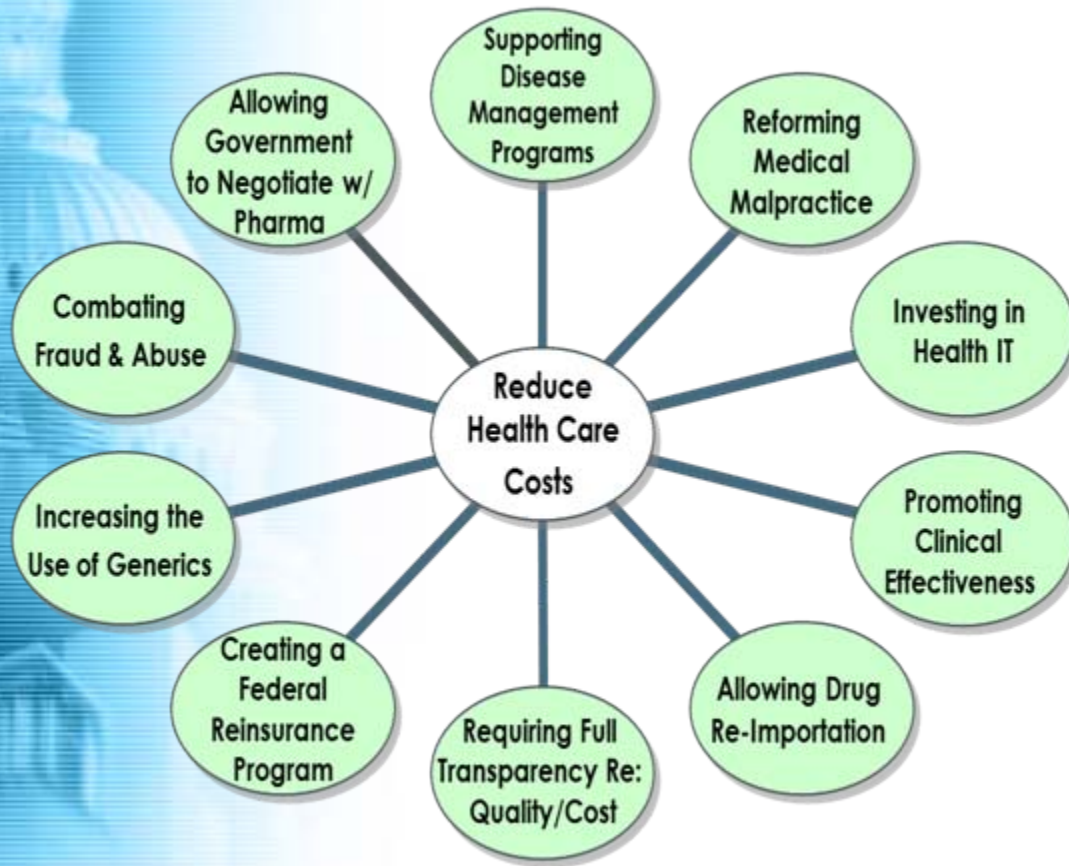 Supporting
Disease
Management
Programs
Reforming
Medical
Malpractice
Investing in
Health IT
Promoting
Clinical
Effectiveness
Allowing Drug
Re-Importation
Requiring Full
Transparency Re:
Quality/Cost
Creating a
Federal
Reinsurance
Program
Increasing the
Use of Generics
Combating
Fraud & Abuse
Allowing
Government
to Negotiate w/
Pharma
Reduce
Health Care
Costs